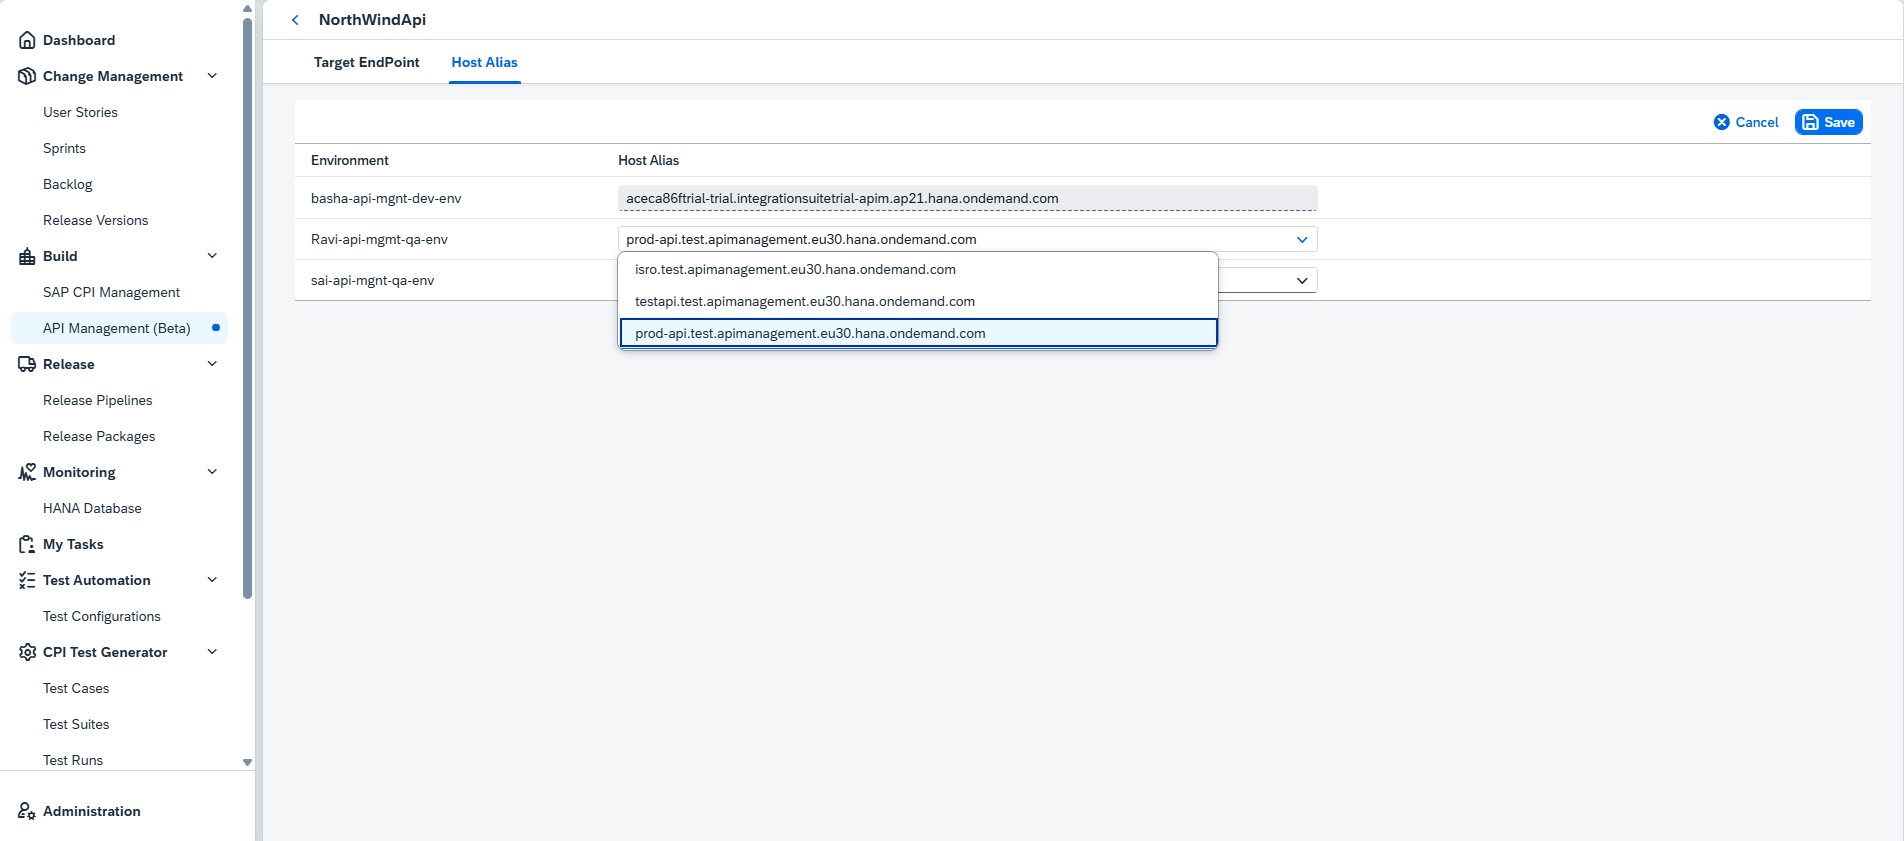 NorthWindApi
Target EndPoint
Host Alias
Cancel
Save
Environment
Host Alias
basha-api-mgnt-dev-env
aceca86ftrial-trial.integrationsuitetrial-apim.ap21.hana.ondemand.com
Ravi-api-mgmt-qa-env
prod-api.test.apimanagement.eu30.hana.ondemand.com
isro.test.apimanagement.eu30.hana.ondemand.com
testapi.test.apimanagement.eu30.hana.ondemand.com
prod-api.test.apimanagement.eu30.hana.ondemand.com
sai-api-mgnt-qa-env
Dashboard
Change Management
User Stories
Sprints
Backlog
Release Versions
Build
SAP CPI Management
API Management (Beta)
Release
Release Pipelines
Release Packages
Monitoring
HANA Database
My Tasks
Test Automation
Test Configurations
CPI Test Generator
Test Cases
Test Suites
Test Runs
Administration